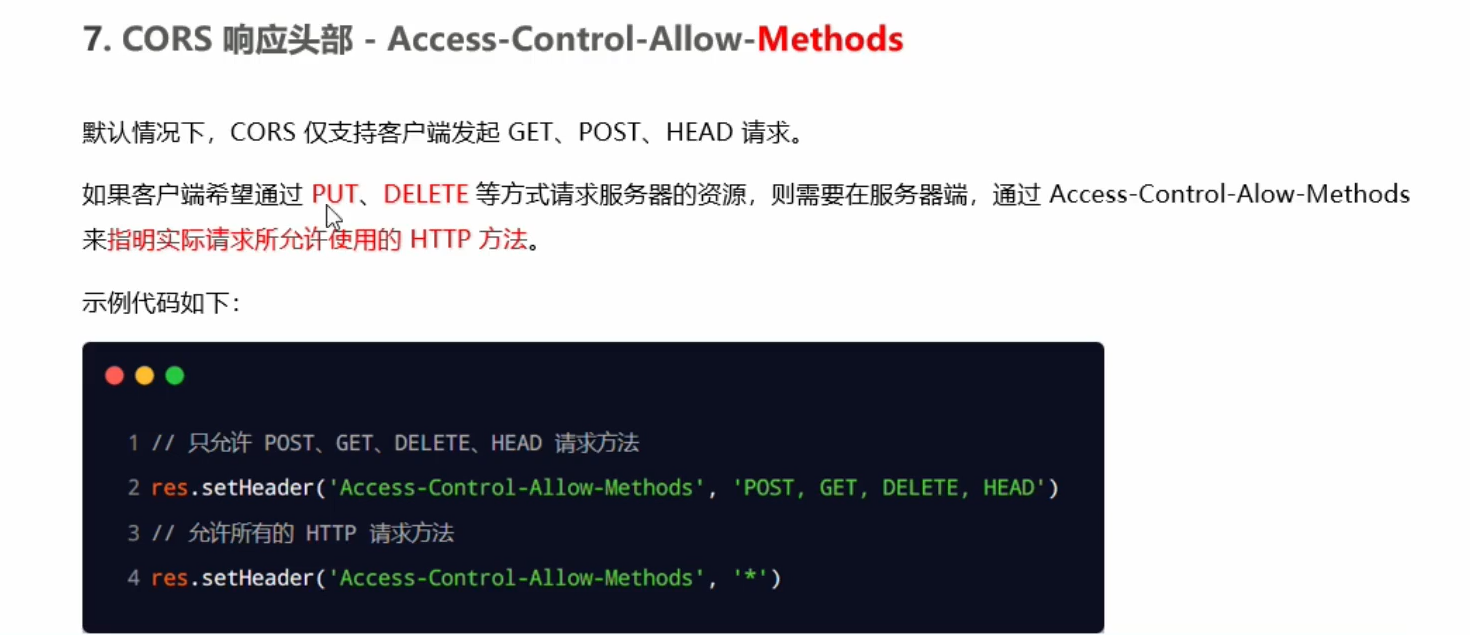 7. CORS 响应头部 - Access-Control-Allow-Methods
默认情况下，CORS 仅支持客户端发起 GET、POST、HEAD 请求。
如果客户端希望通过 PUT、DELETE 等方式请求服务器的资源，则需要在服务器端，通过 Access-Control-Alow-Methods
来指明实际请求所允许使用的 HTTP 方法。
示例代码如下：
1 // 只允许 POST、GET、DELETE、HEAD 请求方法
2 res.setHeader('Access-Control-Allow-Methods', 'POST, GET, DELETE, HEAD')
3 // 允许所有的 HTTP 请求方法
4 res.setHeader('Access-Control-Allow-Methods', '*')